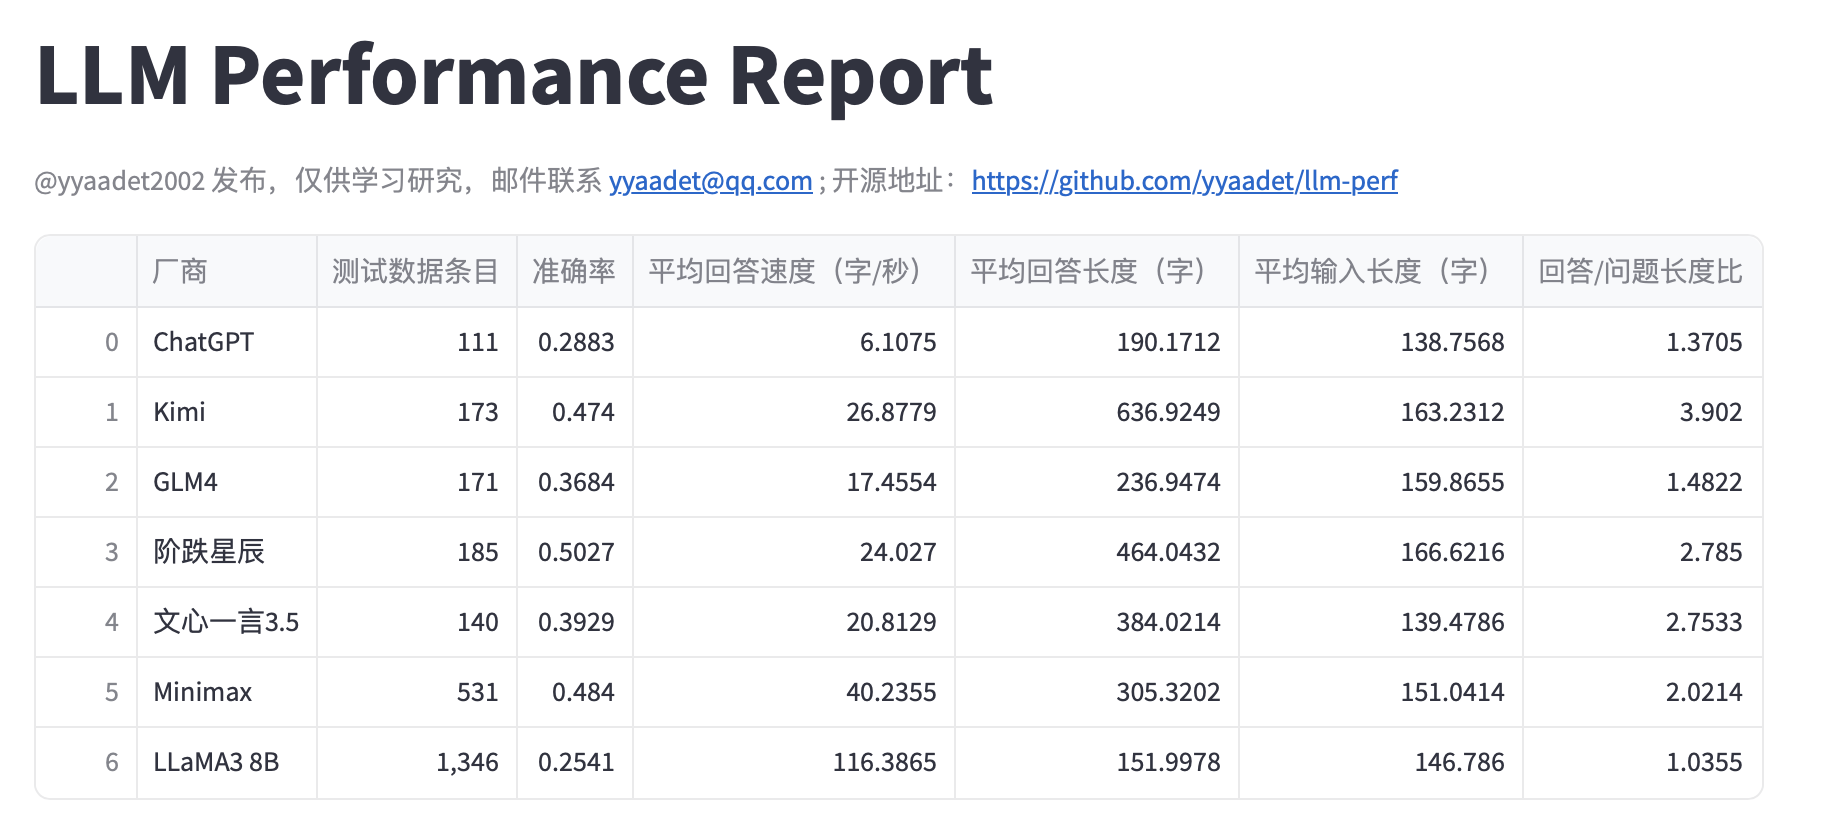 LLM Performance Report
@yyaadet2002 发布，仅供学习研究，邮件联系 yyaadet@qq.com ; 开源地址： https://github.com/yyaadet/llm-perf
厂商 测试数据条目 准确率 平均回答速度（字/秒） 平均回答长度（字） 平均输入长度（字） 回答/问题长度比
0 ChatGPT 111 0.2883 6.1075 190.1712 138.7568 1.3705
1 Kimi 173 0.474 26.8779 636.9249 163.2312 3.902
2 GLM4 171 0.3684 17.4554 236.9474 159.8655 1.4822
3 阶跌星辰 185 0.5027 24.027 464.0432 166.6216 2.785
4 文心一言3.5 140 0.3929 20.8129 384.0214 139.4786 2.7533
5 Minimax 531 0.484 40.2355 305.3202 151.0414 2.0214
6 LLaMA3 8B 1,346 0.2541 116.3865 151.9978 146.786 1.0355